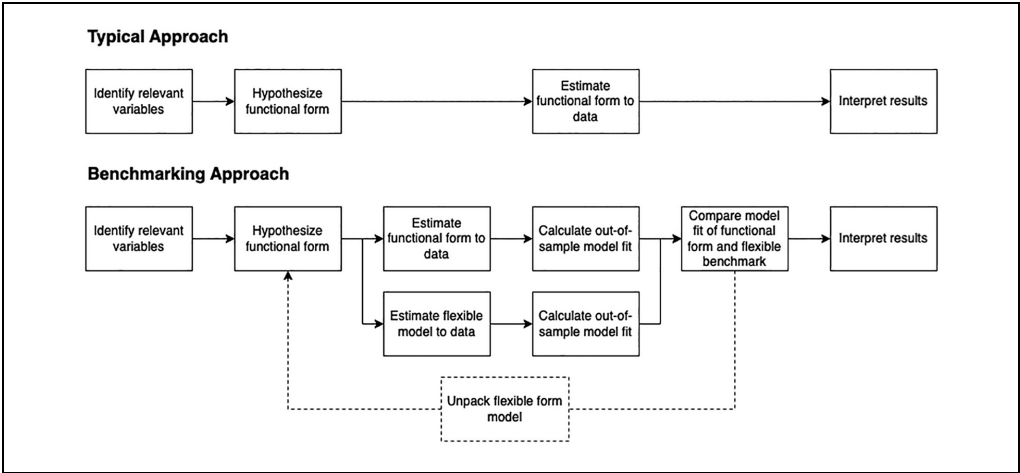 Typical Approach
Identify relevant
variables
Hypothesize
functional form
Estimate
functional form to
data
Interpret results
Benchmarking Approach
Identify relevant
variables
Hypothesize
functional form
Estimate
functional form to
data
Calculate out-of-
sample model fit
Compare model
fit of functional
form and flexible
benchmark
Interpret results
Estimate flexible
model to data
Calculate out-of-
sample model fit
Unpack flexible form
model